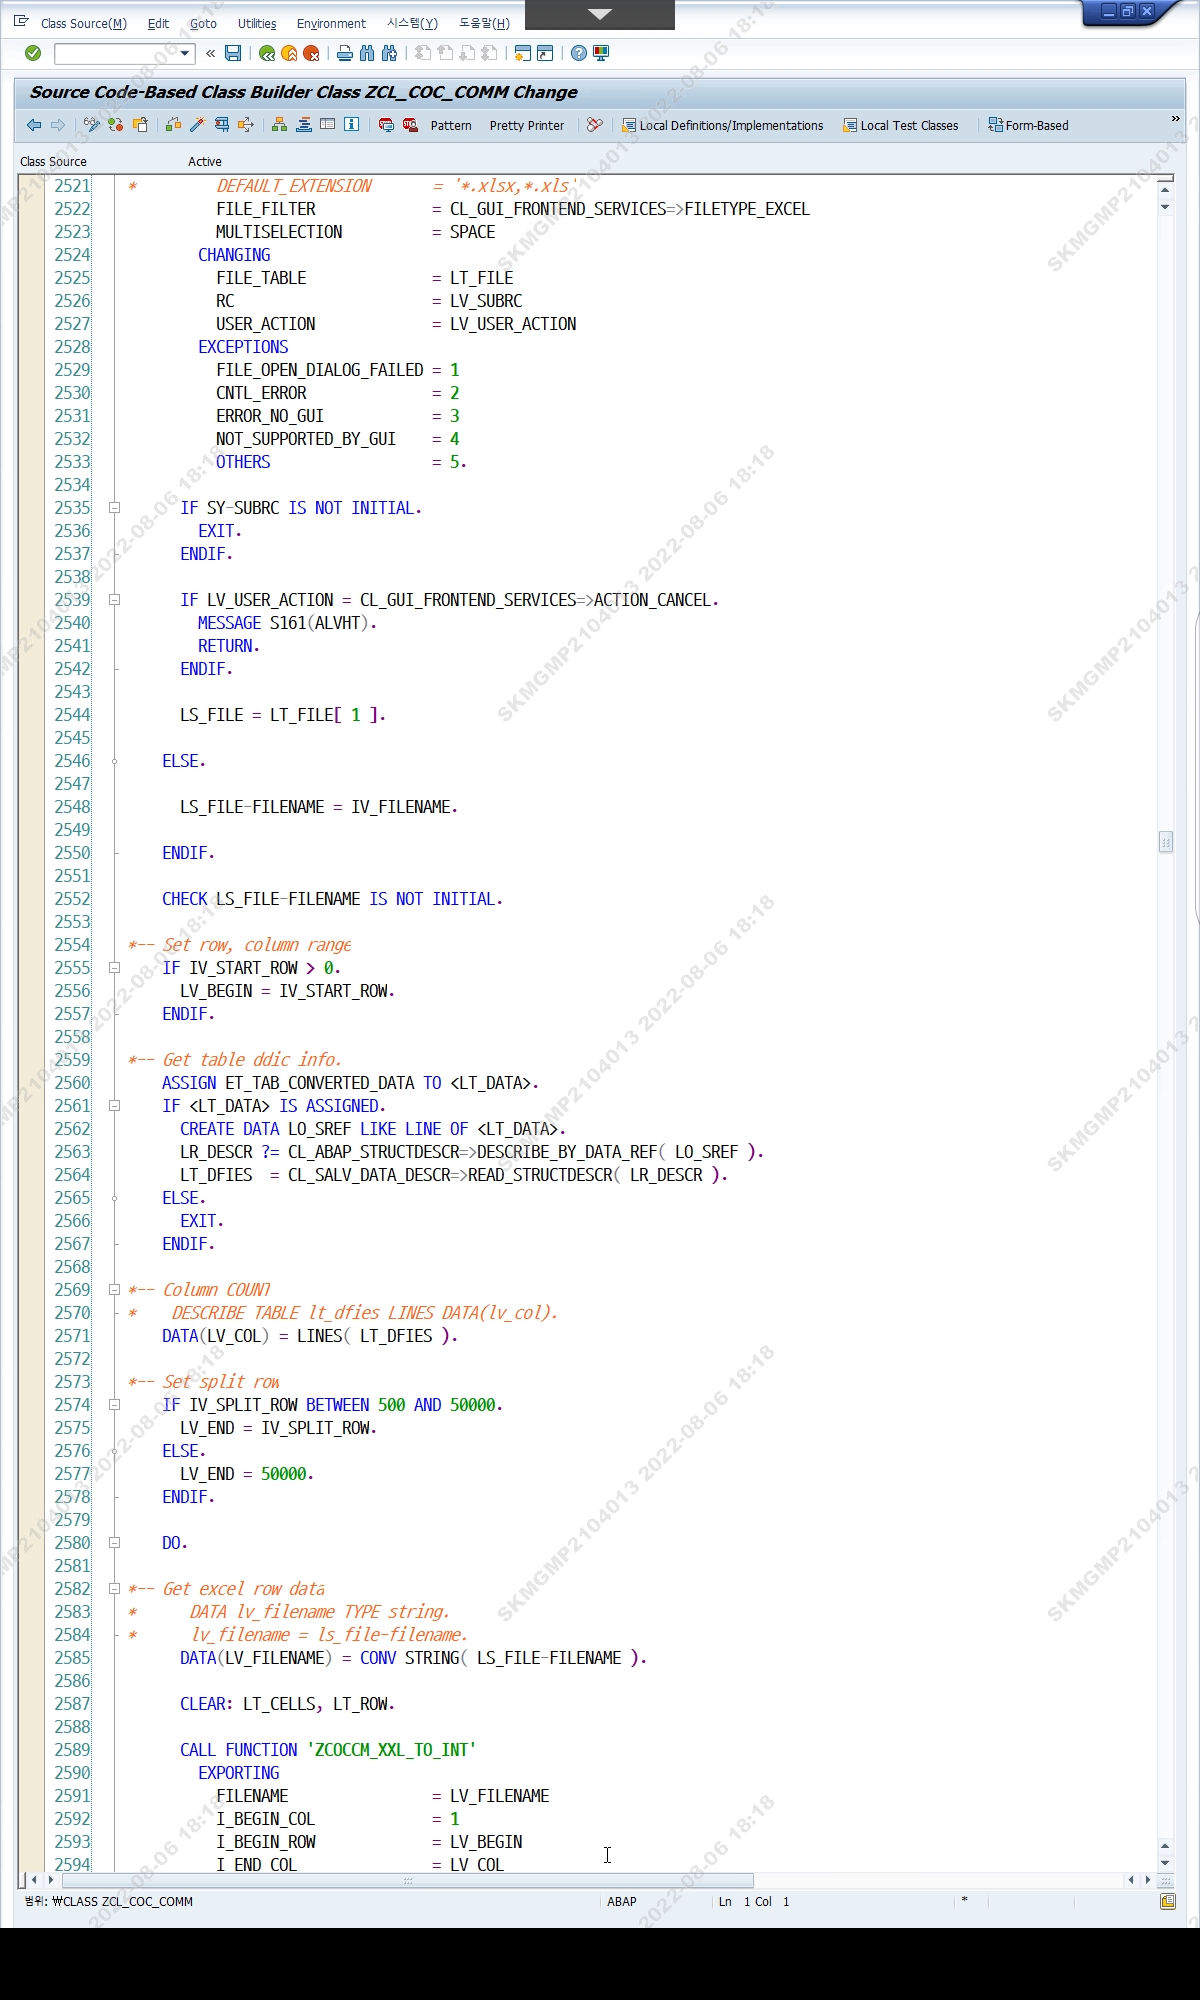 Class Source(M) Edit Goto Utilities Environment 시스템(Y) 도움말(H)
Source Code-Based Class Builder Class ZCL_COC_COMM Change
Pattern Pretty Printer Local Definitions/Implementations Local Test Classes Form-Based
Class Source Active
2521 * DEFAULT_EXTENSION = '*.xlsx,*.xls'
2522 FILE_FILTER = CL_GUI_FRONTEND_SERVICES=>FILETYPE_EXCEL
2523 MULTISELECTION = SPACE
2524 CHANGING
2525 FILE_TABLE = LT_FILE
2526 RC = LV_SUBRC
2527 USER_ACTION = LV_USER_ACTION
2528 EXCEPTIONS
2529 FILE_OPEN_DIALOG_FAILED = 1
2530 CNTL_ERROR = 2
2531 ERROR_NO_GUI = 3
2532 NOT_SUPPORTED_BY_GUI = 4
2533 OTHERS = 5.
2534
2535 IF SY-SUBRC IS NOT INITIAL.
2536 EXIT.
2537 ENDIF.
2538
2539 IF LV_USER_ACTION = CL_GUI_FRONTEND_SERVICES=>ACTION_CANCEL.
2540 MESSAGE S161(ALVHT).
2541 RETURN.
2542 ENDIF.
2543
2544 LS_FILE = LT_FILE[ 1 ].
2545
2546 ELSE.
2547
2548 LS_FILE-FILENAME = IV_FILENAME.
2549
2550 ENDIF.
2551
2552 CHECK LS_FILE-FILENAME IS NOT INITIAL.
2553
2554 *-- Set row, column range
2555 IF IV_START_ROW > 0.
2556 LV_BEGIN = IV_START_ROW.
2557 ENDIF.
2558
2559 *-- Get table ddic info.
2560 ASSIGN ET_TAB_CONVERTED_DATA TO <LT_DATA>.
2561 IF <LT_DATA> IS ASSIGNED.
2562 CREATE DATA LO_SREF LIKE LINE OF <LT_DATA>.
2563 LR_DESCR ?= CL_ABAP_STRUCTDESCR=>DESCRIBE_BY_DATA_REF( LO_SREF ).
2564 LT_DFIES = CL_SALV_DATA_DESCR=>READ_STRUCTDESCR( LR_DESCR ).
2565 ELSE.
2566 EXIT.
2567 ENDIF.
2568
2569 *-- Column COUNT
2570 * DESCRIBE TABLE lt_dfies LINES DATA(lv_col).
2571 DATA(LV_COL) = LINES( LT_DFIES ).
2572
2573 *-- Set split row
2574 IF IV_SPLIT_ROW BETWEEN 500 AND 50000.
2575 LV_END = IV_SPLIT_ROW.
2576 ELSE.
2577 LV_END = 50000.
2578 ENDIF.
2579
2580 DO.
2581
2582 *-- Get excel row data
2583 * DATA lv_filename TYPE string.
2584 * lv_filename = ls_file-filename.
2585 DATA(LV_FILENAME) = CONV STRING( LS_FILE-FILENAME ).
2586
2587 CLEAR: LT_CELLS, LT_ROW.
2588
2589 CALL FUNCTION 'ZCOCCM_XXL_TO_INT'
2590 EXPORTING
2591 FILENAME = LV_FILENAME
2592 I_BEGIN_COL = 1
2593 I_BEGIN_ROW = LV_BEGIN
2594 I_END_COL = LV_COL
범위: ₩CLASS ZCL_COC_COMM ABAP Ln 1 Col 1 *
SKMGMP2104013 2022-08-06 18:18